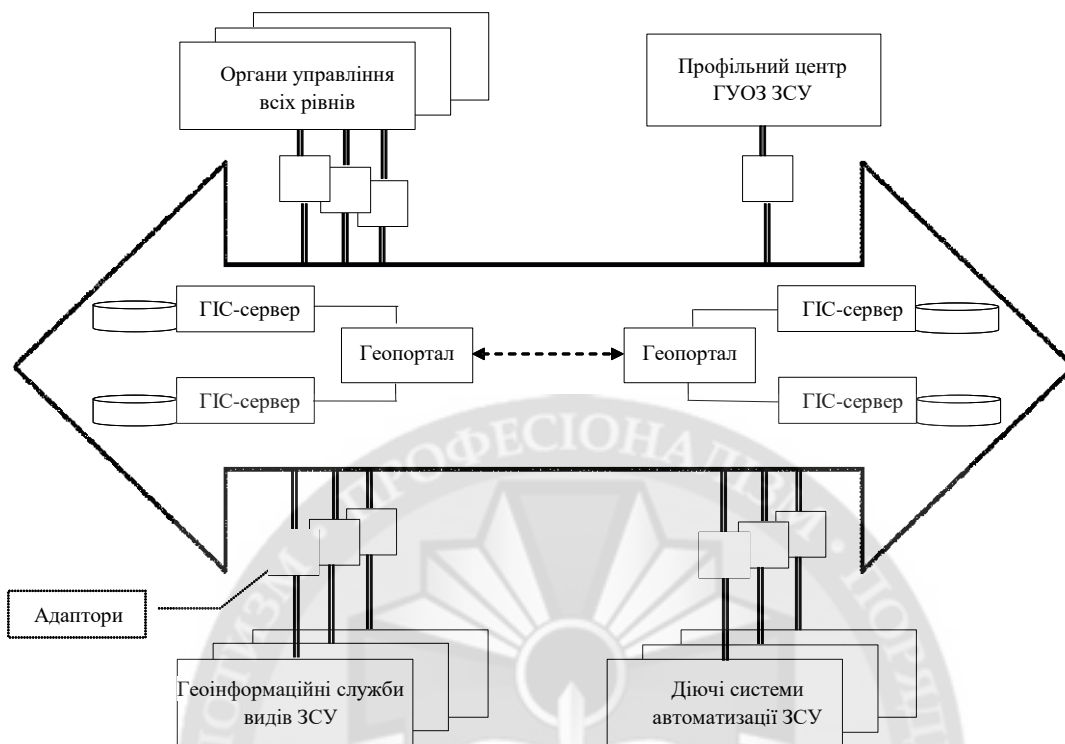 Органи управління
всіх рівнів
Профільний центр
ГУОЗ ЗСУ
ГІС-сервер
ГІС-сервер
Геопортал
Геопортал
ГІС-сервер
ГІС-сервер
ПРОФЕСІОНАЛІЗМ
Адаптори
Геоінформаційні служби
видів ЗСУ
Діючі системи
автоматизації ЗСУ